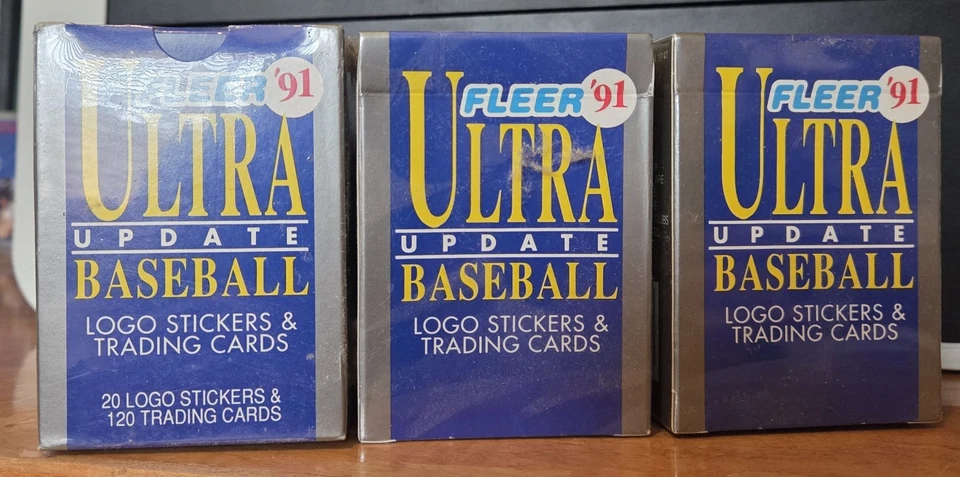 FLEER '91
ULTRA
UPDATE
BASEBALL
LOGO STICKERS &
TRADING CARDS
20 LOGO STICKERS &
120 TRADING CARDS
FLEER '91
ULTRA
UPDATE
BASEBALL
LOGO STICKERS &
TRADING CARDS
FLEER '91
ULTRA
UPDATE
BASEBALL
LOGO STICKERS &
TRADING CARDS